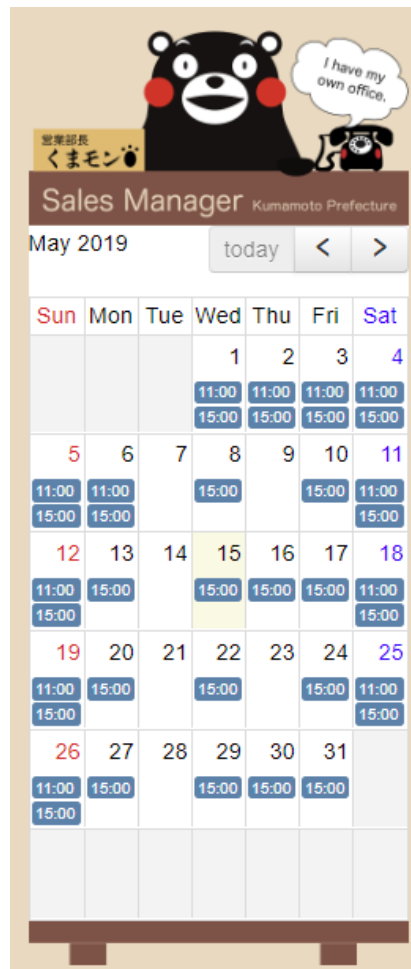 I have my
own office.
営業部長
くまモン
Sales Manager Kumamoto Prefecture
May 2019
today < >
Sun Mon Tue Wed Thu Fri Sat
1 2 3 4
11:00 11:00 11:00 11:00
15:00 15:00 15:00 15:00
5 6 7 8 9 10 11
11:00 11:00 15:00 15:00 11:00
15:00 15:00 15:00
12 13 14 15 16 17 18
11:00 15:00 15:00 15:00 15:00 11:00
15:00 15:00
19 20 21 22 23 24 25
11:00 15:00 15:00 15:00 11:00
15:00 15:00
26 27 28 29 30 31
11:00 15:00 15:00 15:00 15:00
15:00